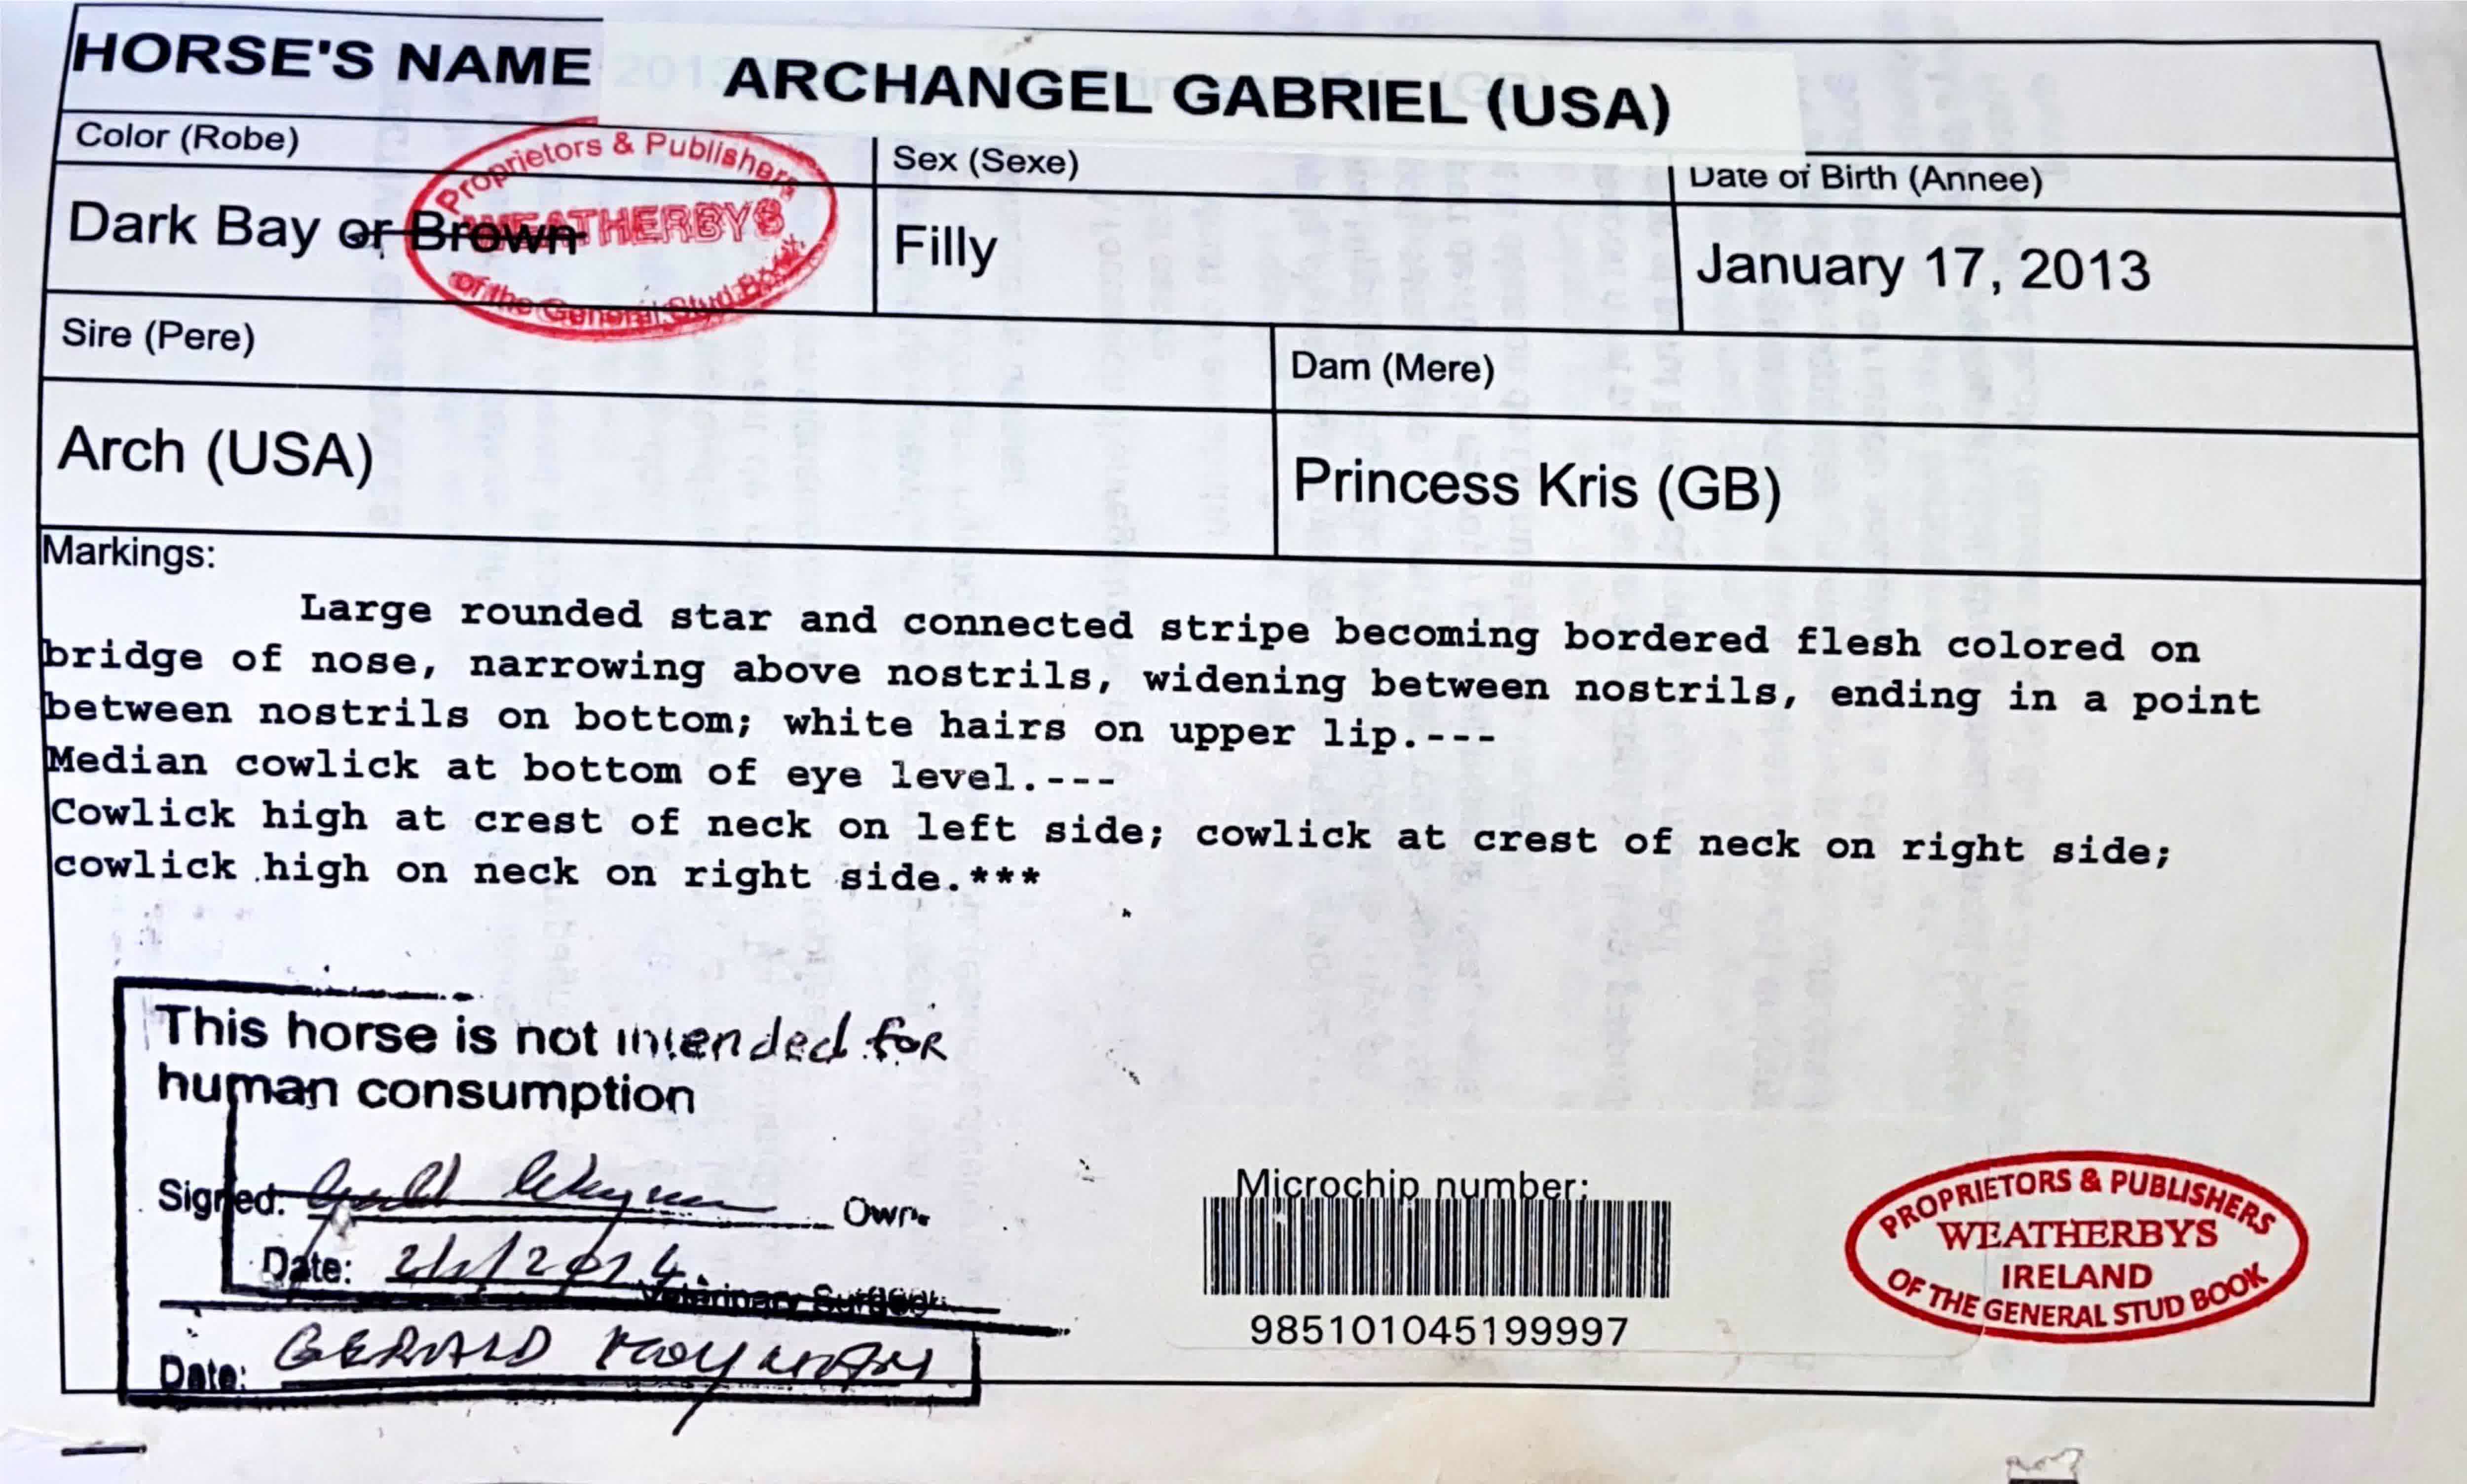 HORSE'S NAME ARCHANGEL GABRIEL (USA)
Color (Robe) Sex (Sexe) Date of Birth (Annee)
Proprietors & Publishers
WEATHERBYS
of the General Stud Book
Dark Bay or Brown Filly January 17, 2013
Sire (Pere) Dam (Mere)
Arch (USA) Princess Kris (GB)
Markings:
Large rounded star and connected stripe becoming bordered flesh colored on
bridge of nose, narrowing above nostrils, widening between nostrils, ending in a point
between nostrils on bottom; white hairs on upper lip.---
Median cowlick at bottom of eye level.---
Cowlick high at crest of neck on left side; cowlick at crest of neck on right side;
cowlick high on neck on right side.***
This horse is not intended for
human consumption
Signed: Own
Date:
Veterinary
Date: GERALD
Microchip number:
985101045199997
PROPRIETORS & PUBLISHERS
WEATHERBYS
IRELAND
OF THE GENERAL STUD BOOK